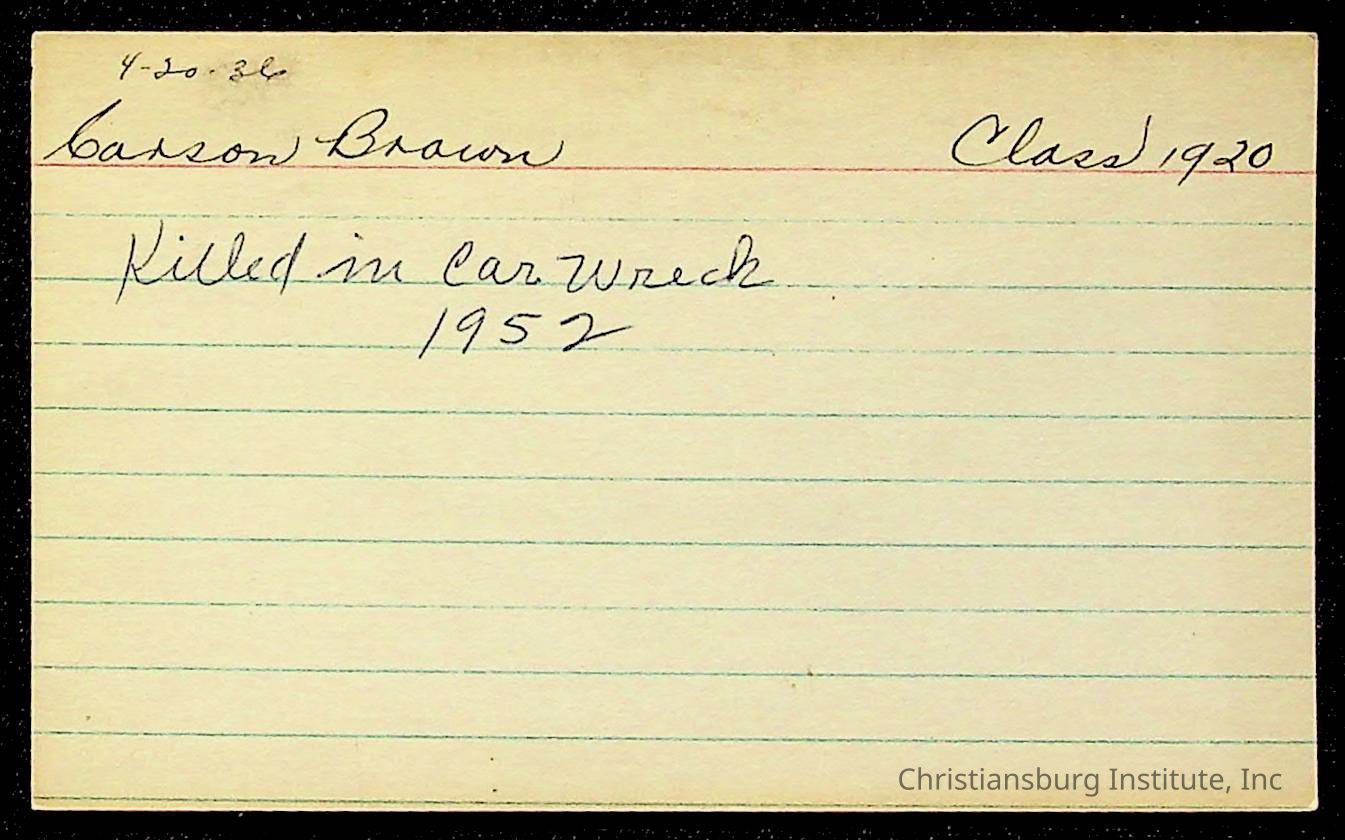 4-20-36
Carson Brown Class 1920
Killed in Car Wreck
1952
Christiansburg Institute, Inc